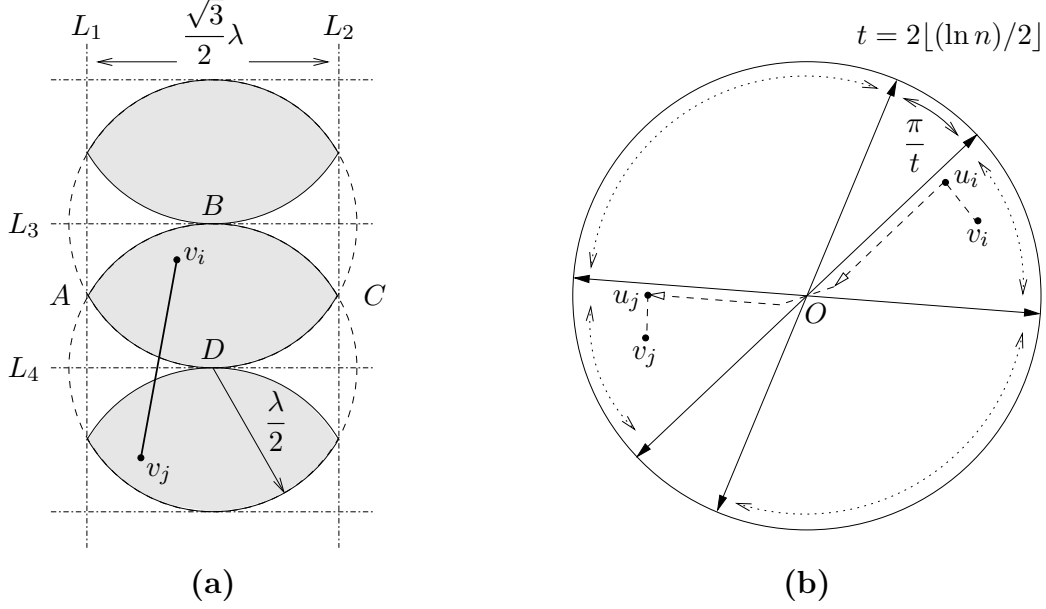 L₁
√3/2 λ
L₂
B
L₃
v_i
A
C
D
L₄
λ/2
v_j
(a)
t = 2⌊(ln n)/2⌋
π/t
u_i
v_i
u_j
O
v_j
(b)